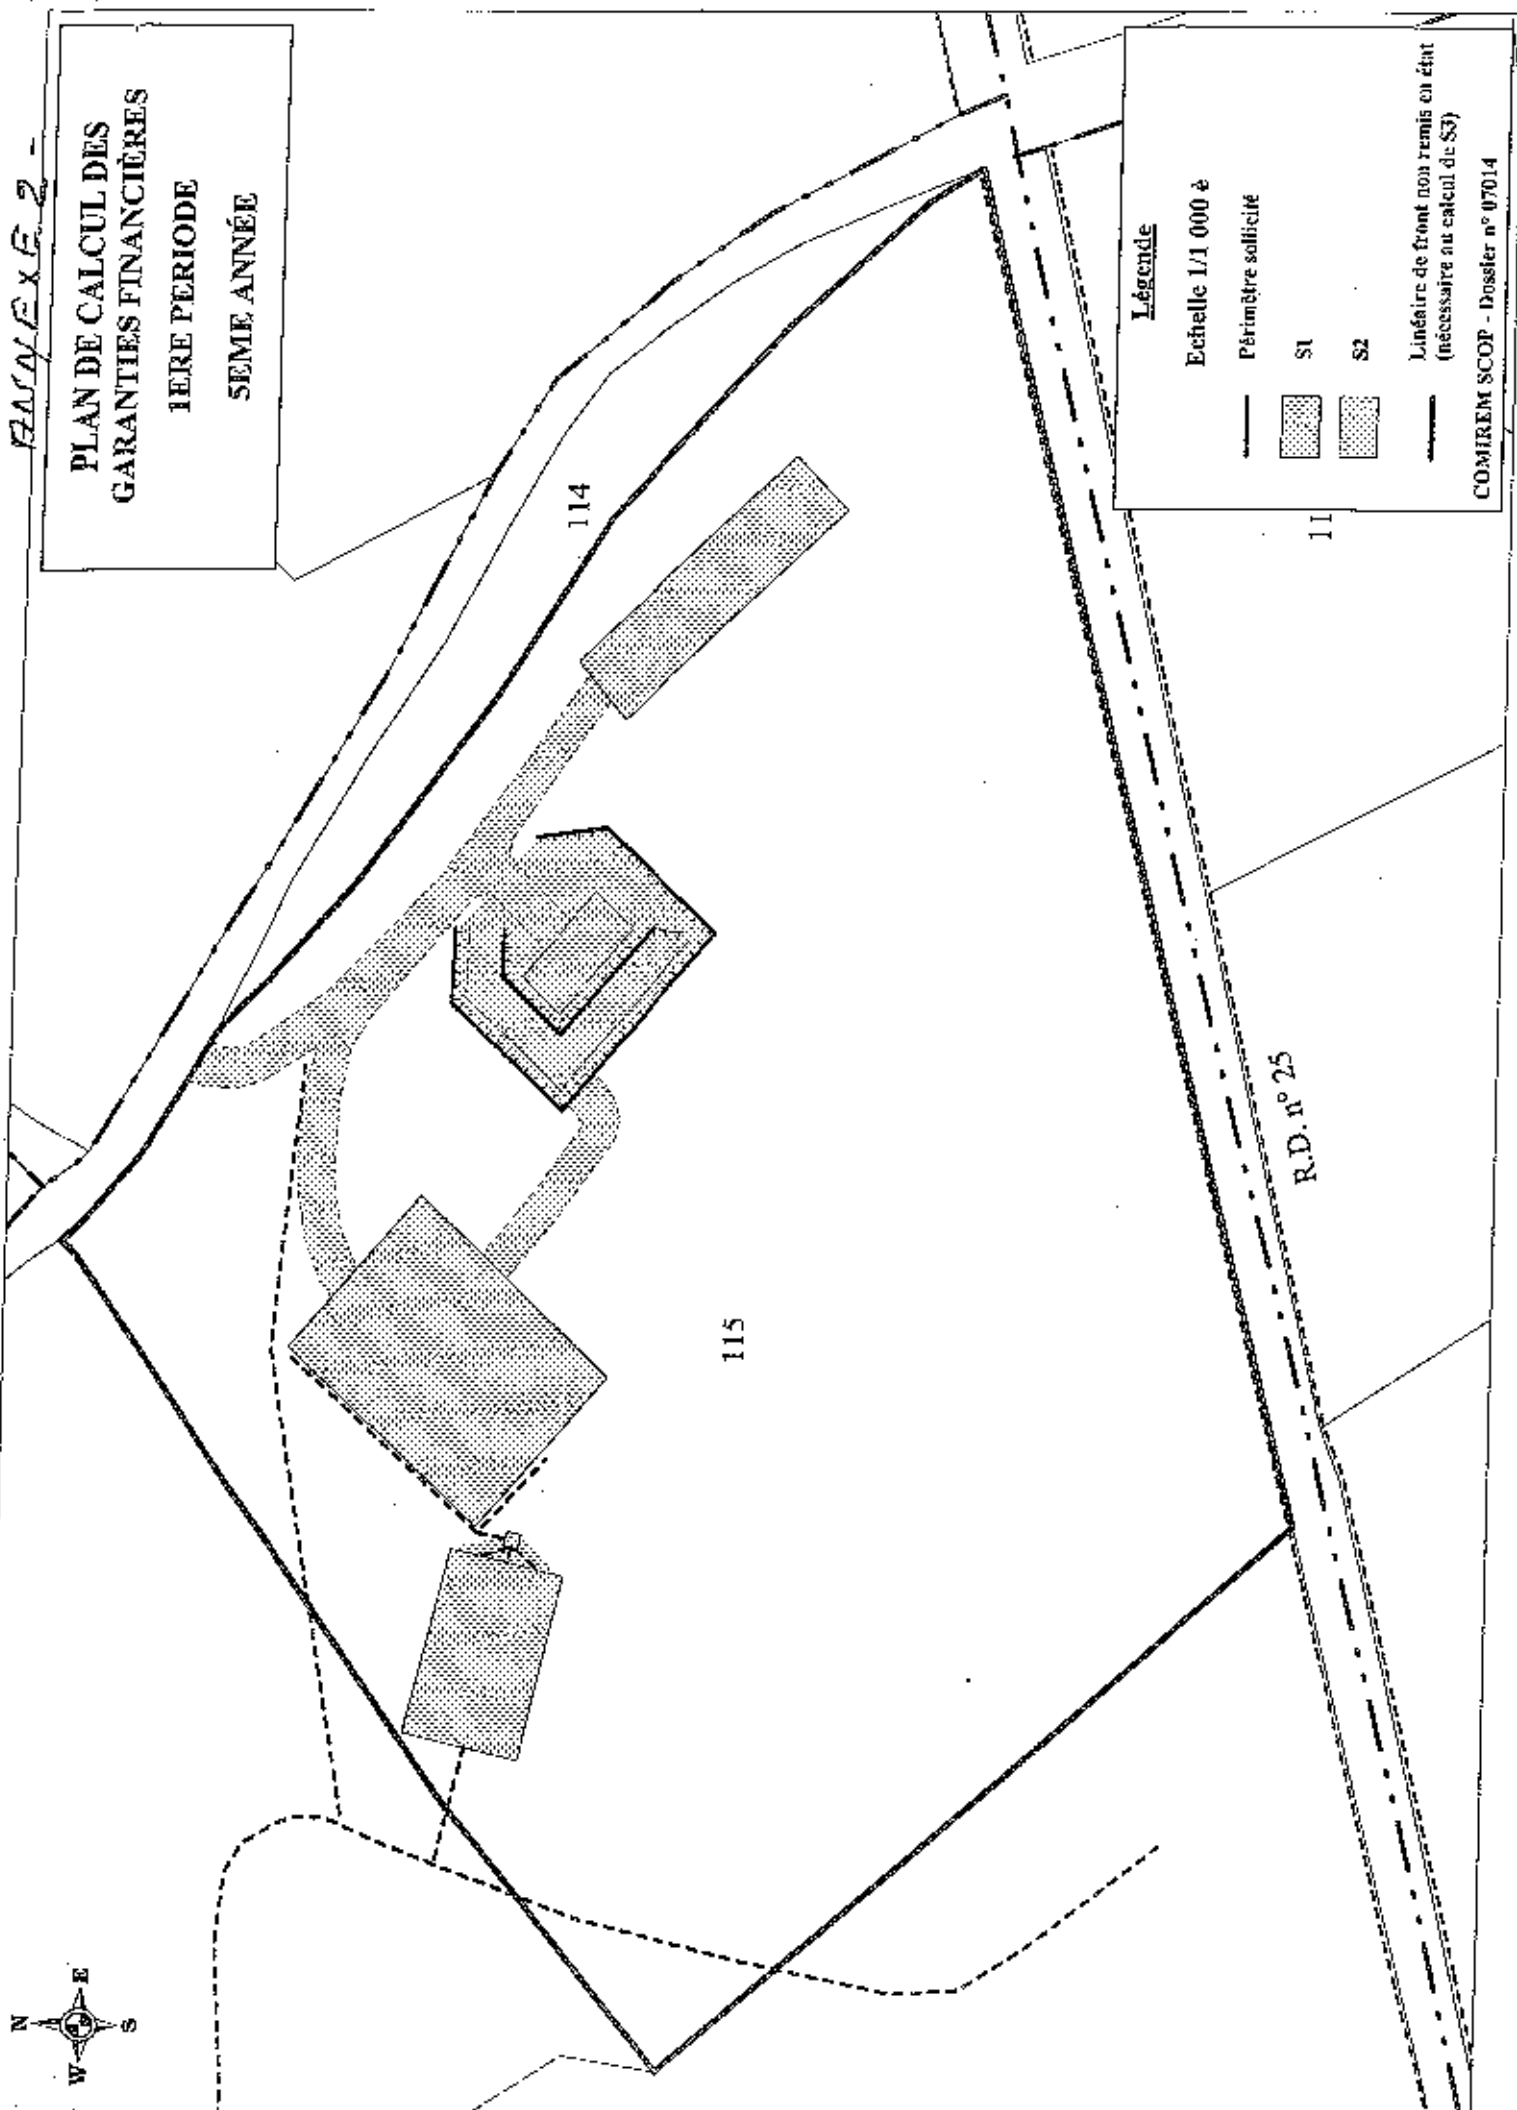 ANNEXE 2 -
PLAN DE CALCUL DES
GARANTIES FINANCIÈRES
1ERE PERIODE
5EME ANNÉE
N
W
E
S
114
115
11
R.D. n° 25
Légende
Echelle 1/1 000 è
Périmètre sollicité
S1
S2
Linéaire de front non remis en état
(nécessaire au calcul de S3)
COMIREM SCOP - Dossier n° 07014